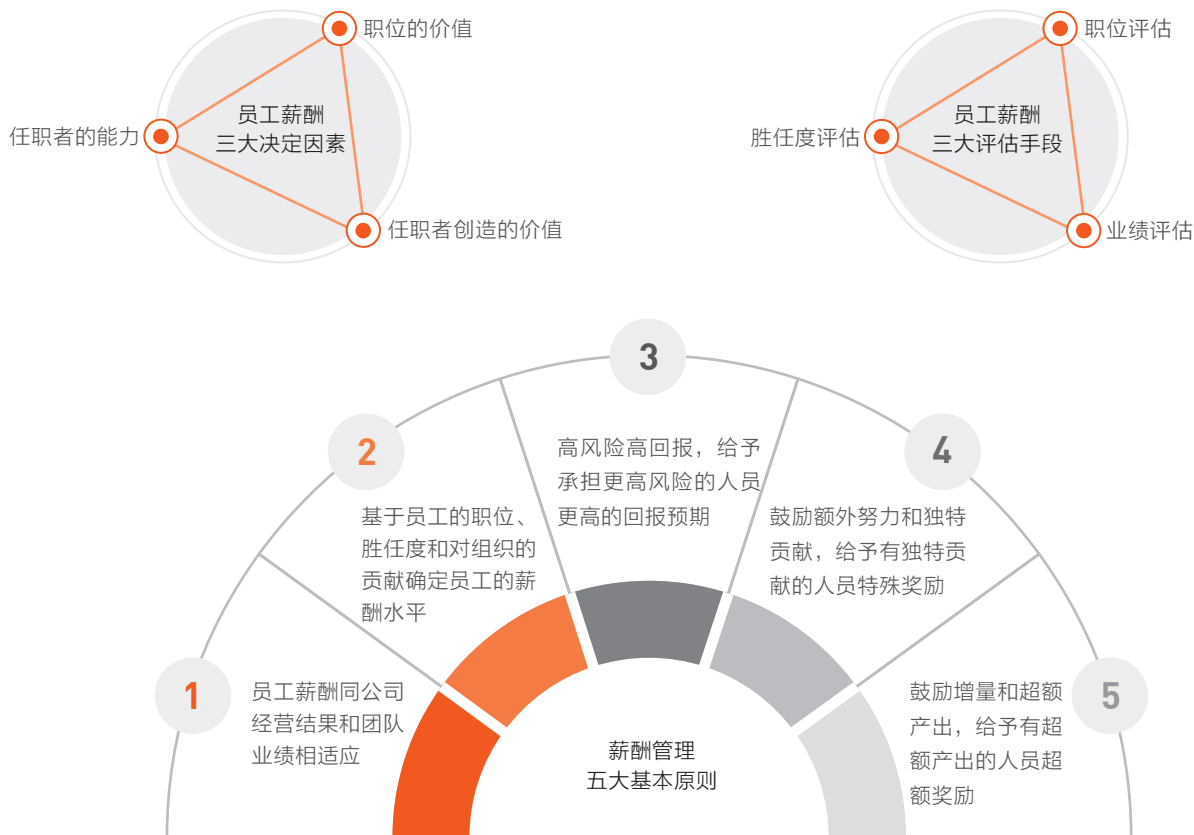 职位的价值
员工薪酬
三大决定因素
任职者的能力
任职者创造的价值
职位评估
员工薪酬
三大评估手段
胜任度评估
业绩评估
1
员工薪酬同公司
经营结果和团队
业绩相适应
2
基于员工的职位、
胜任度和对组织的
贡献确定员工的薪
酬水平
3
高风险高回报，给予
承担更高风险的人员
更高的回报预期
4
鼓励额外努力和独特
贡献，给予有独特贡
献的人员特殊奖励
5
鼓励增量和超额
产出，给予有超
额产出的人员超
额奖励
薪酬管理
五大基本原则